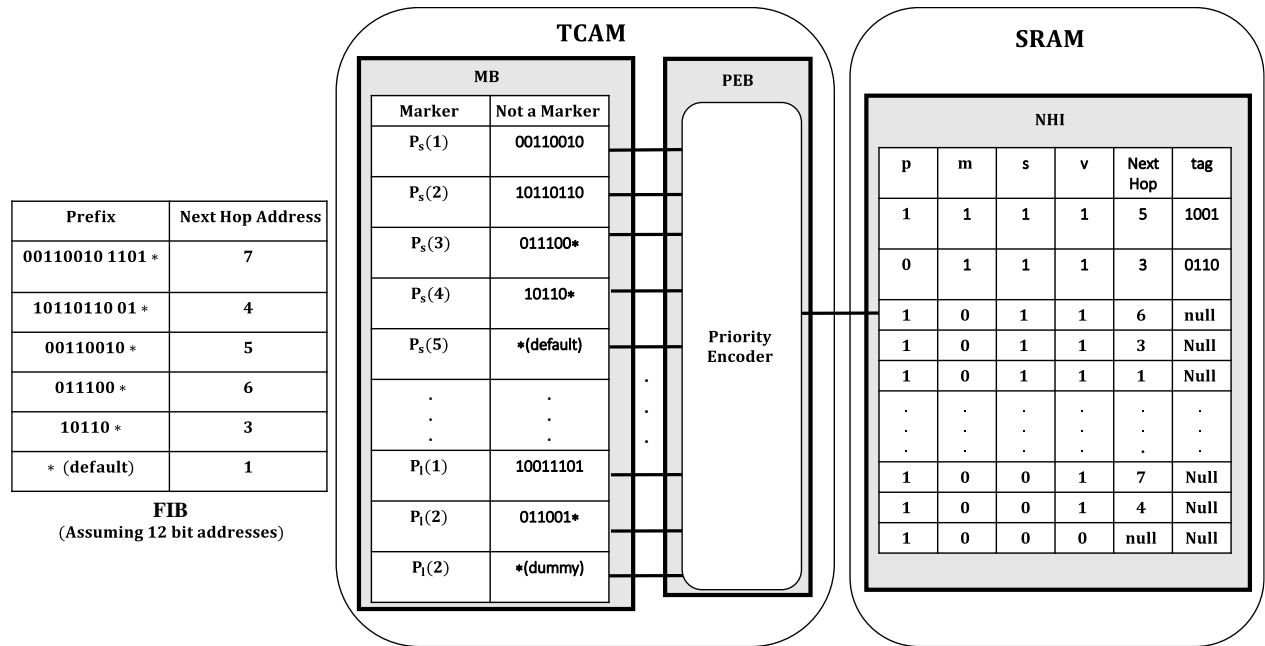 TCAM
SRAM
MB
PEB
NHI
Marker Not a Marker
Pₛ(1) 00110010
Pₛ(2) 10110110
Pₛ(3) 011100*
Pₛ(4) 10110*
Pₛ(5) *(default)
. .
. .
. .
Pₗ(1) 10011101
Pₗ(2) 011001*
Pₗ(2) *(dummy)
.
.
.
Priority
Encoder
p m s v Next Hop tag
1 1 1 1 5 1001
0 1 1 1 3 0110
1 0 1 1 6 null
1 0 1 1 3 Null
1 0 1 1 1 Null
. . . . . .
. . . . . .
. . . . . .
1 0 0 1 7 Null
1 0 0 1 4 Null
1 0 0 0 null Null
Prefix Next Hop Address
00110010 1101 * 7
10110110 01 * 4
00110010 * 5
011100 * 6
10110 * 3
* (default) 1
FIB
(Assuming 12 bit addresses)